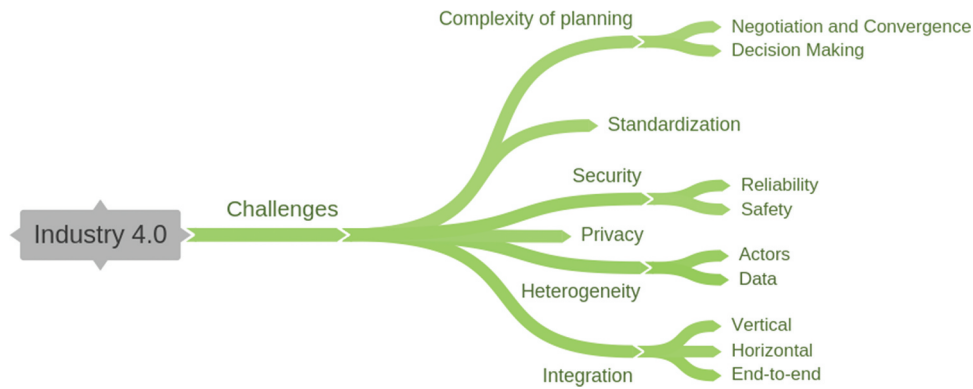 Industry 4.0
Challenges
Complexity of planning
Negotiation and Convergence
Decision Making
Standardization
Security
Reliability
Safety
Privacy
Heterogeneity
Actors
Data
Integration
Vertical
Horizontal
End-to-end